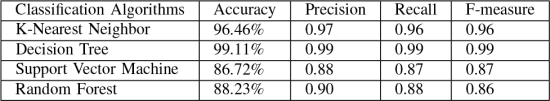 Classification Algorithms Accuracy Precision Recall F-measure
K-Nearest Neighbor 96.46% 0.97 0.96 0.96
Decision Tree 99.11% 0.99 0.99 0.99
Support Vector Machine 86.72% 0.88 0.87 0.87
Random Forest 88.23% 0.90 0.88 0.86